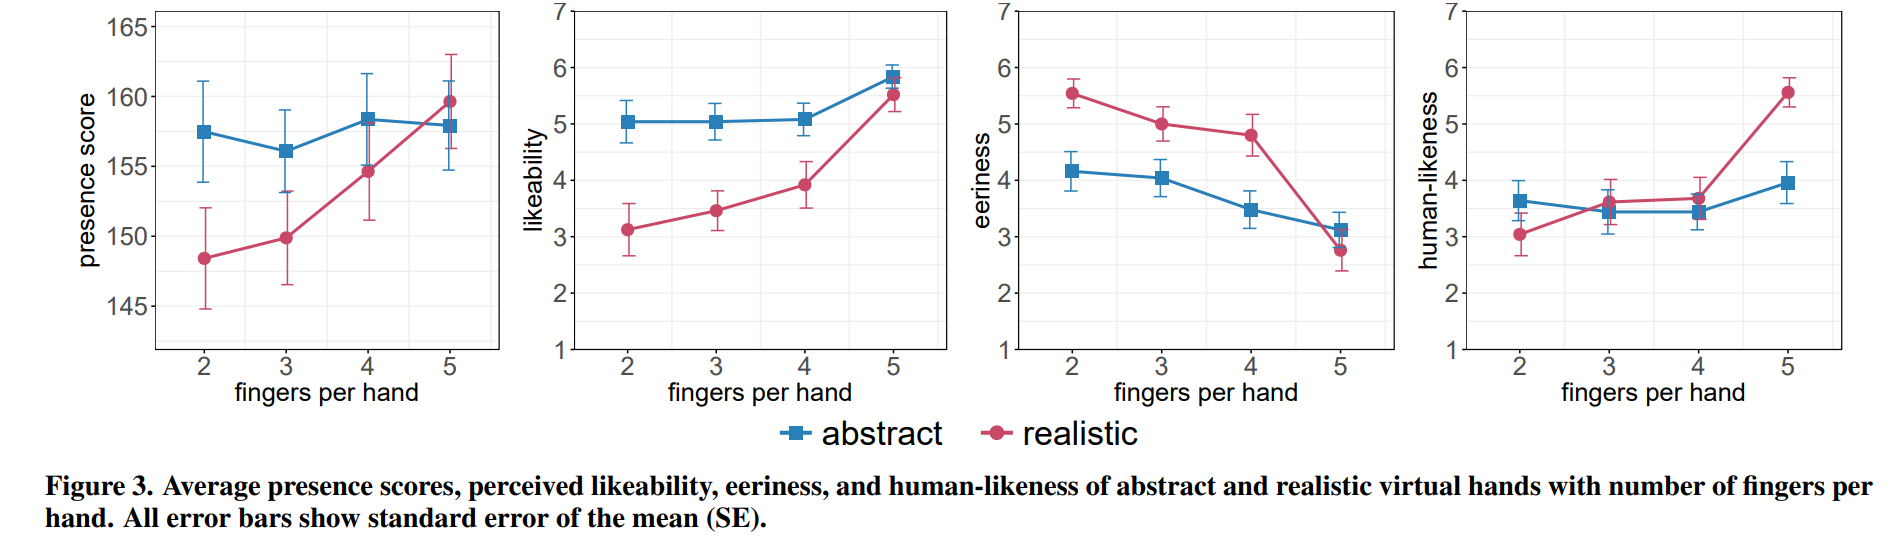 presence score
165
160
155
150
145
2 3 4 5
fingers per hand
likeability
7
6
5
4
3
2
1
2 3 4 5
fingers per hand
eeriness
7
6
5
4
3
2
1
2 3 4 5
fingers per hand
human-likeness
7
6
5
4
3
2
1
2 3 4 5
fingers per hand
abstract realistic
Figure 3. Average presence scores, perceived likeability, eeriness, and human-likeness of abstract and realistic virtual hands with number of fingers per
hand. All error bars show standard error of the mean (SE).